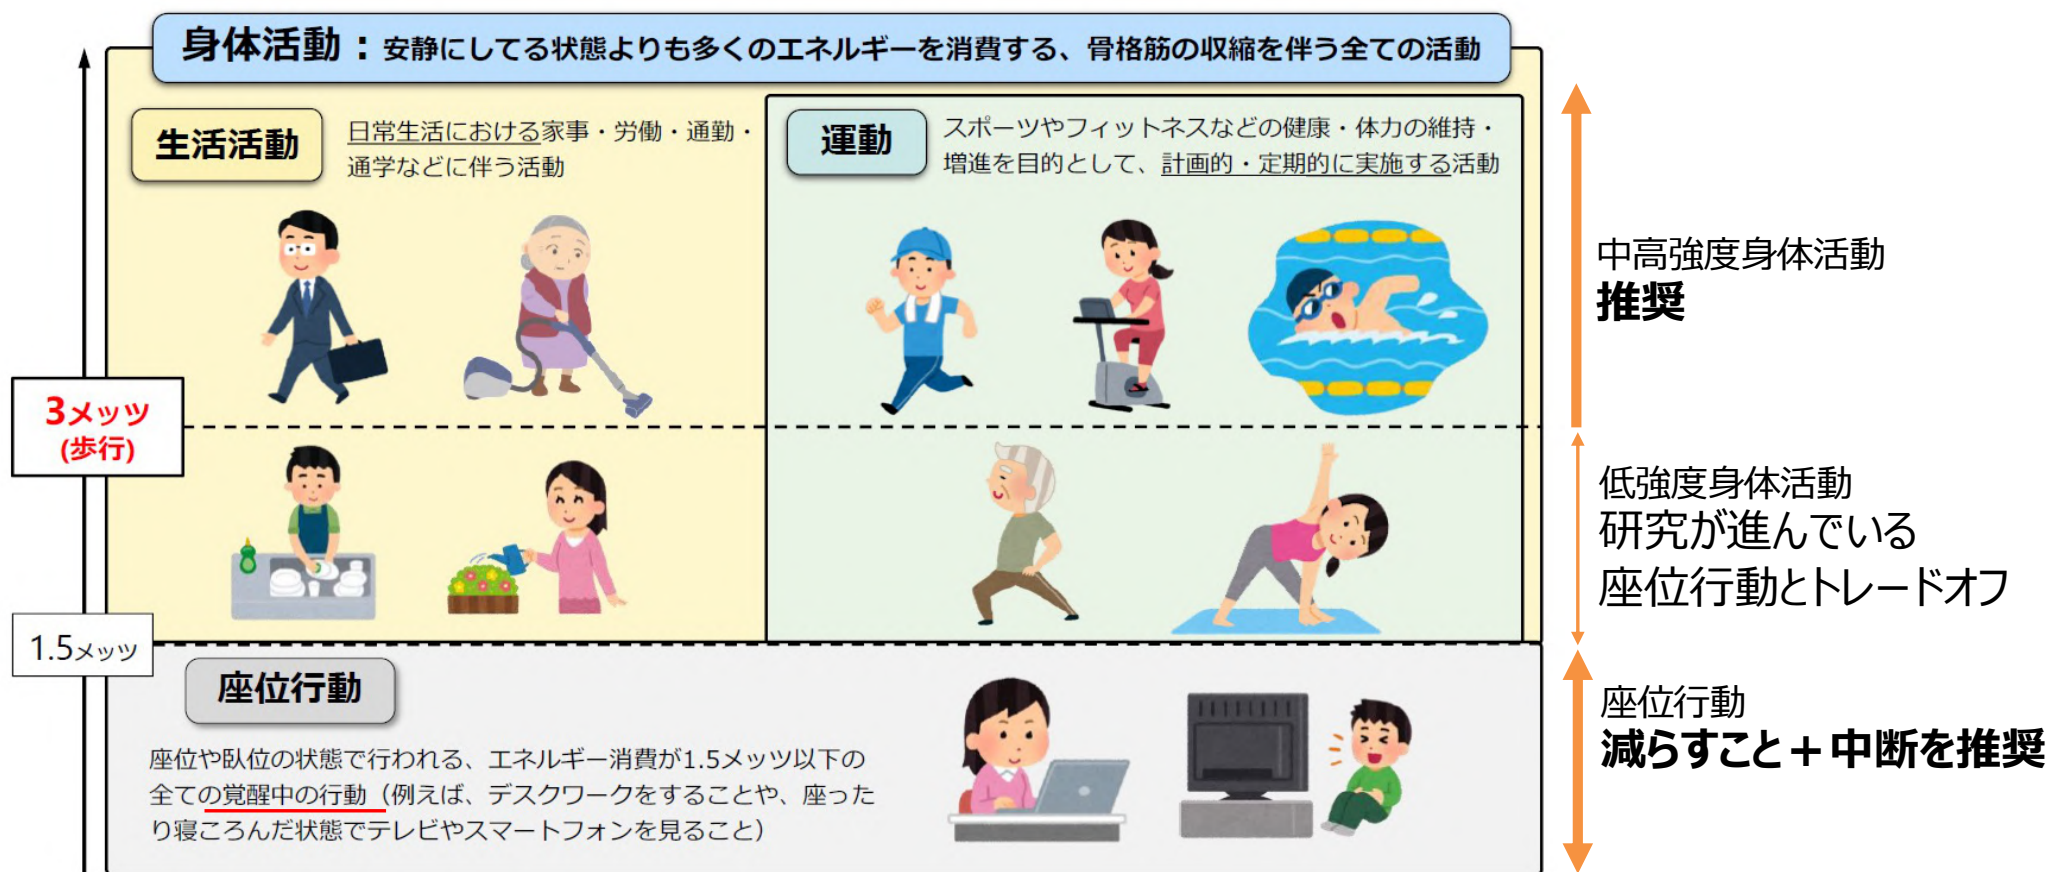 身体活動：安静にしてる状態よりも多くのエネルギーを消費する、骨格筋の収縮を伴う全ての活動
生活活動
日常生活における家事・労働・通勤・
通学などに伴う活動
運動
スポーツやフィットネスなどの健康・体力の維持・
増進を目的として、計画的・定期的に実施する活動
中高強度身体活動
推奨
3メッツ
(歩行)
低強度身体活動
研究が進んでいる
座位行動とトレードオフ
1.5メッツ
座位行動
座位や臥位の状態で行われる、エネルギー消費が1.5メッツ以下の
全ての覚醒中の行動（例えば、デスクワークをすることや、座った
り寝ころんだ状態でテレビやスマートフォンを見ること）
座位行動
減らすこと＋中断を推奨